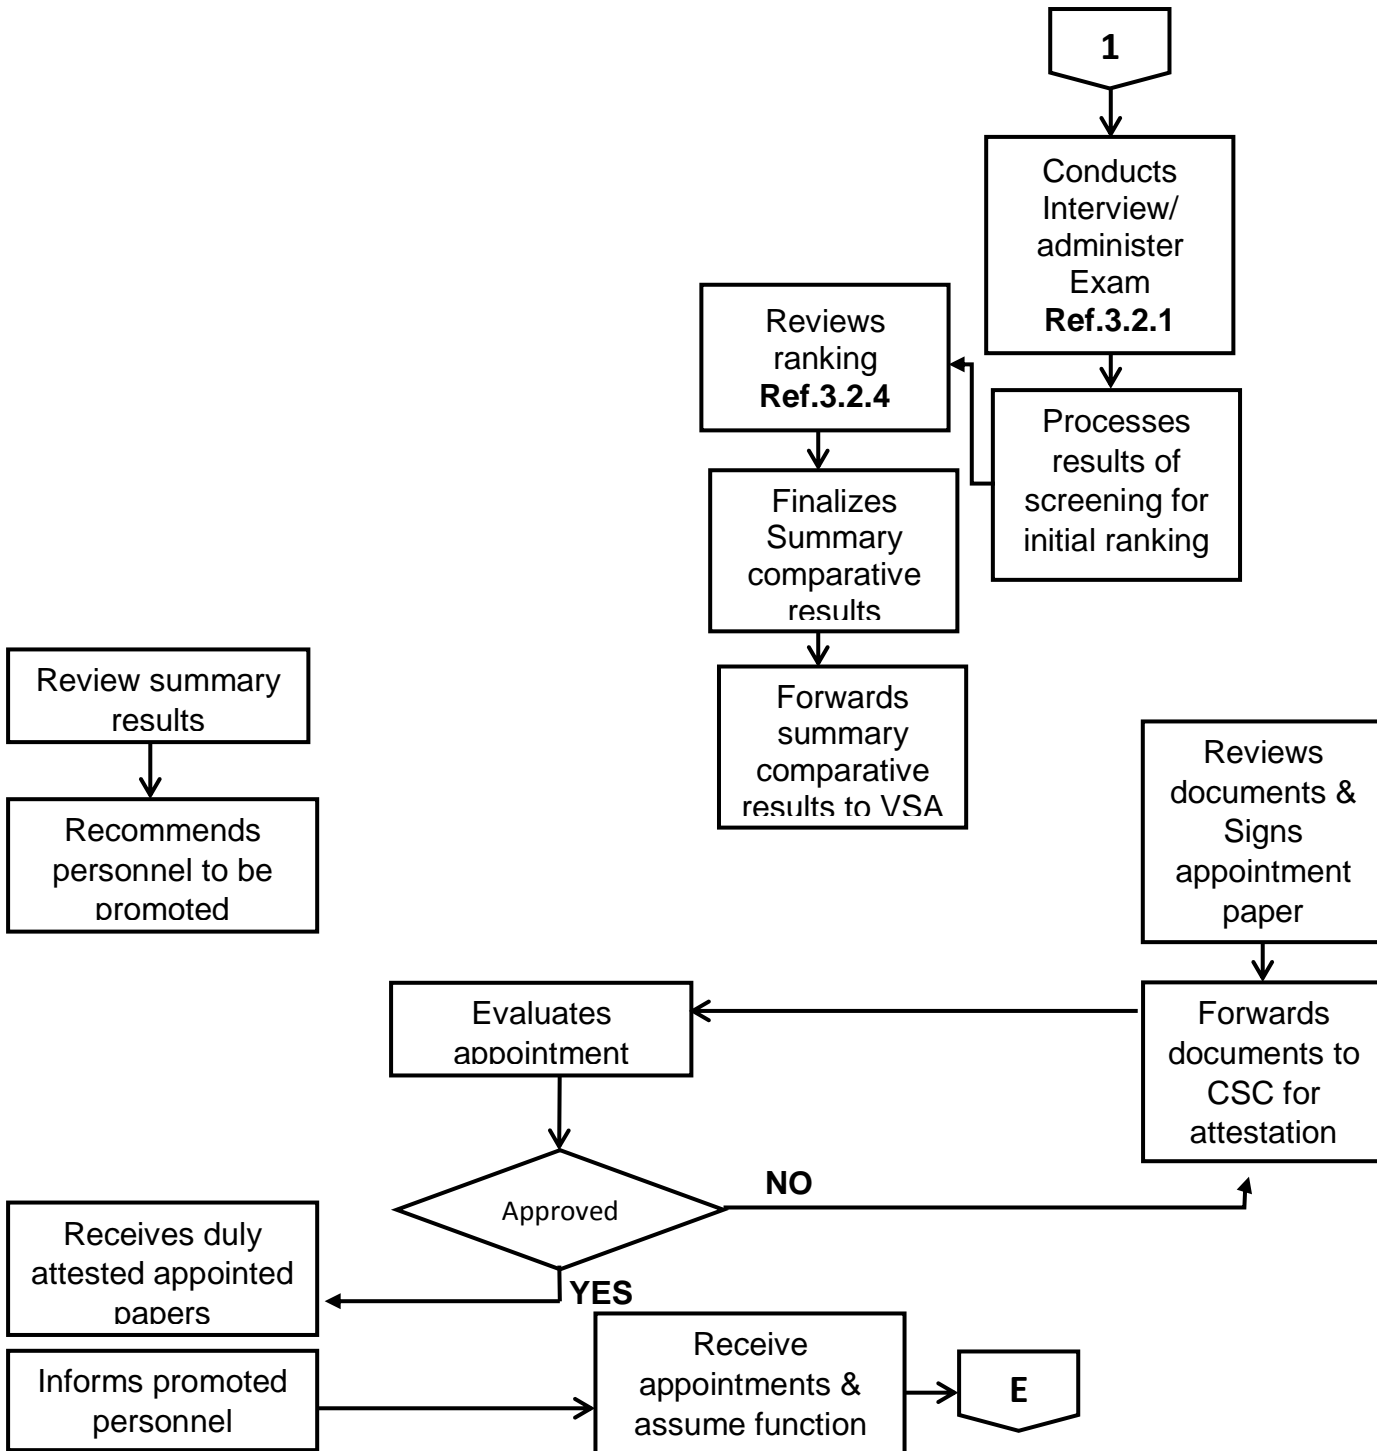 1
Conducts
Interview/
administer
Exam
Ref.3.2.1
Reviews
ranking
Ref.3.2.4
Processes
results of
screening for
initial ranking
Finalizes
Summary
comparative
results
Review summary
results
Forwards
summary
comparative
results to VSA
Reviews
documents &
Signs
appointment
paper
Recommends
personnel to be
promoted
Evaluates
appointment
Forwards
documents to
CSC for
attestation
Approved
NO
YES
Receives duly
attested appointed
papers
Informs promoted
personnel
Receive
appointments &
assume function
E